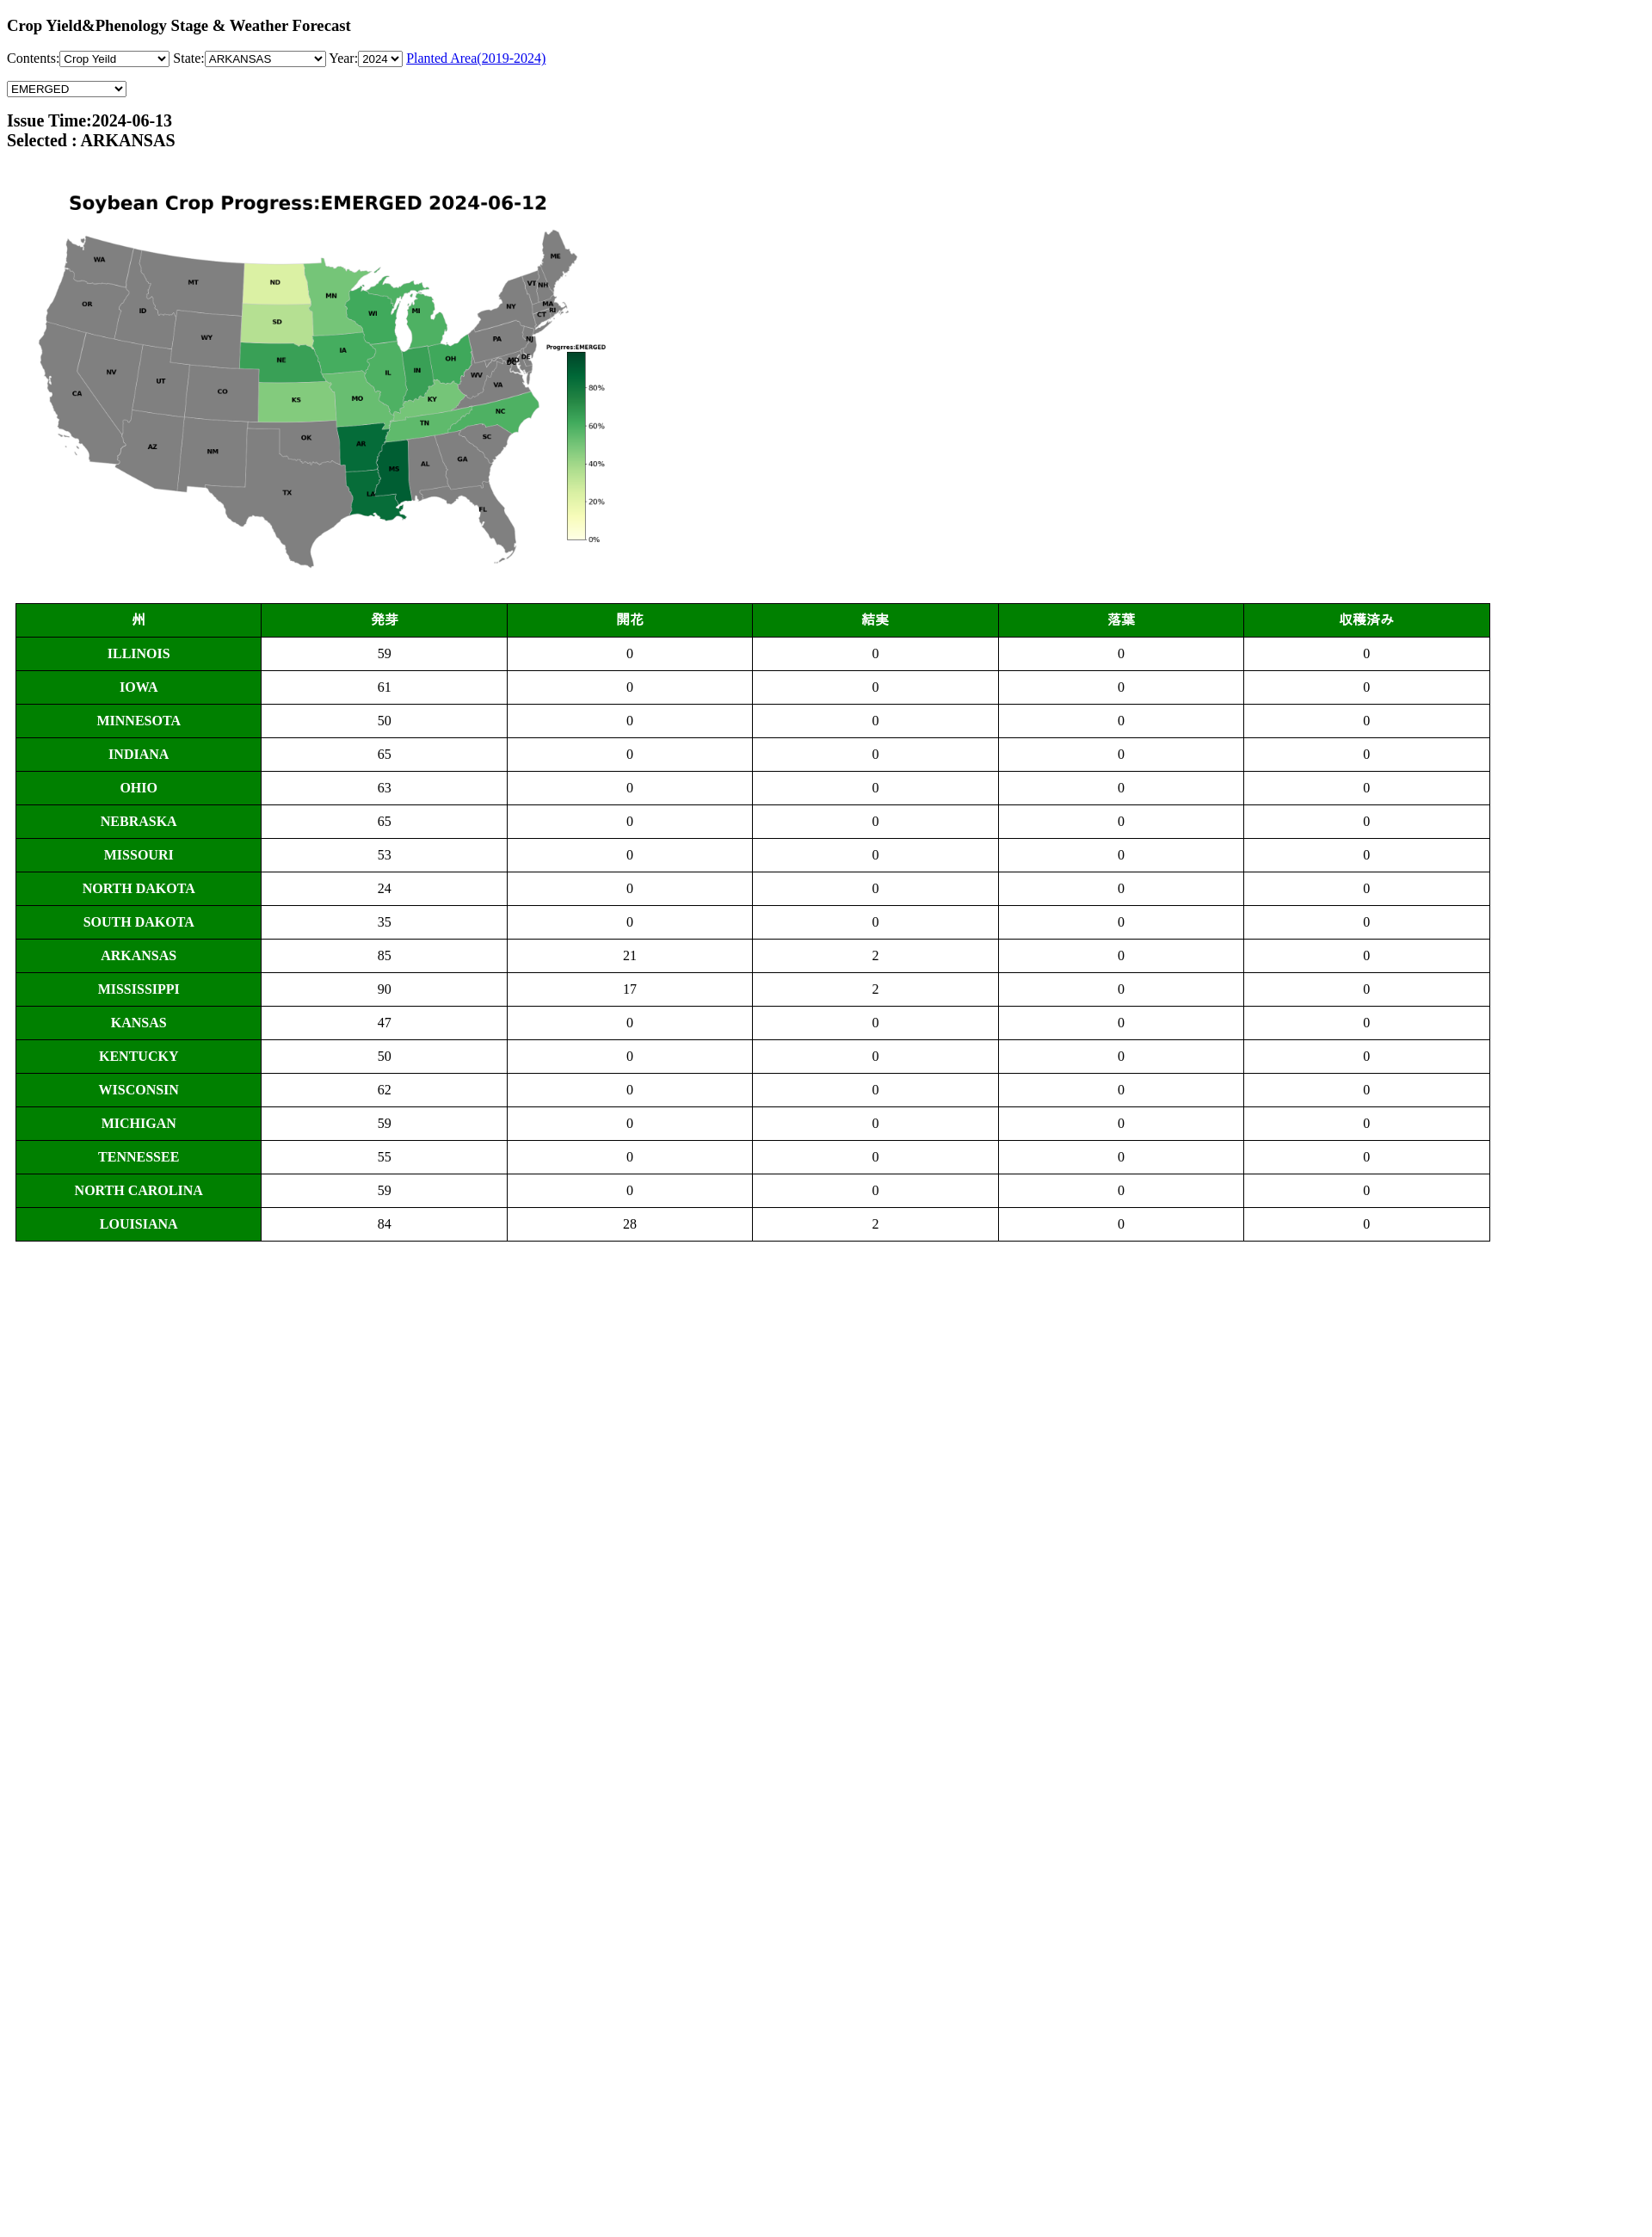 Crop Yield&Phenology Stage & Weather Forecast
Contents: Crop Yeild State: ARKANSAS Year: 2024 Planted Area(2019-2024)
EMERGED
Issue Time:2024-06-13
Selected : ARKANSAS
Soybean Crop Progress:EMERGED 2024-06-12
WA
ME
MT
ND
VT NH
MN
OR
ID
NY
MA
RI
CT
SD
WI
MI
WY
PA
NJ
Progrres:EMERGED
IA
NE
OH
DE
MD
DC
NV
UT
IL
IN
WV
VA
80%
CA
CO
KS
MO
KY
NC
TN
60%
OK
AR
SC
AZ
NM
GA
40%
AL
MS
TX
LA
20%
FL
0%
州 発芽 開花 結実 落葉 収穫済み
ILLINOIS 59 0 0 0 0
IOWA 61 0 0 0 0
MINNESOTA 50 0 0 0 0
INDIANA 65 0 0 0 0
OHIO 63 0 0 0 0
NEBRASKA 65 0 0 0 0
MISSOURI 53 0 0 0 0
NORTH DAKOTA 24 0 0 0 0
SOUTH DAKOTA 35 0 0 0 0
ARKANSAS 85 21 2 0 0
MISSISSIPPI 90 17 2 0 0
KANSAS 47 0 0 0 0
KENTUCKY 50 0 0 0 0
WISCONSIN 62 0 0 0 0
MICHIGAN 59 0 0 0 0
TENNESSEE 55 0 0 0 0
NORTH CAROLINA 59 0 0 0 0
LOUISIANA 84 28 2 0 0